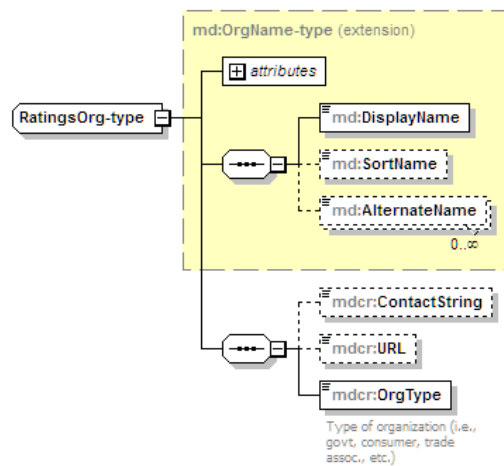 md:OrgName-type (extension)
attributes
RatingsOrg-type
md:DisplayName
md:SortName
md:AlternateName
0..∞
mdcr:ContactString
mdcr:URL
mdcr:OrgType
Type of organization (i.e.,
govt, consumer, trade
assoc., etc.)